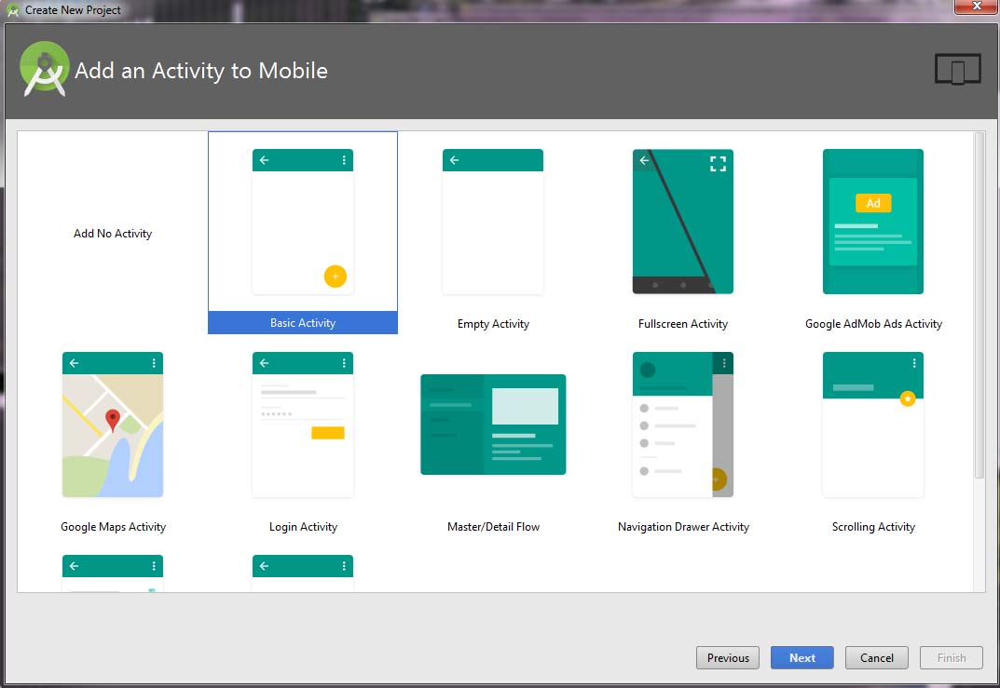 Create New Project
Add an Activity to Mobile
Add No Activity
Basic Activity
Empty Activity
Fullscreen Activity
Ad
Google AdMob Ads Activity
Google Maps Activity
Login Activity
Master/Detail Flow
Navigation Drawer Activity
Scrolling Activity
Previous
Next
Cancel
Finish